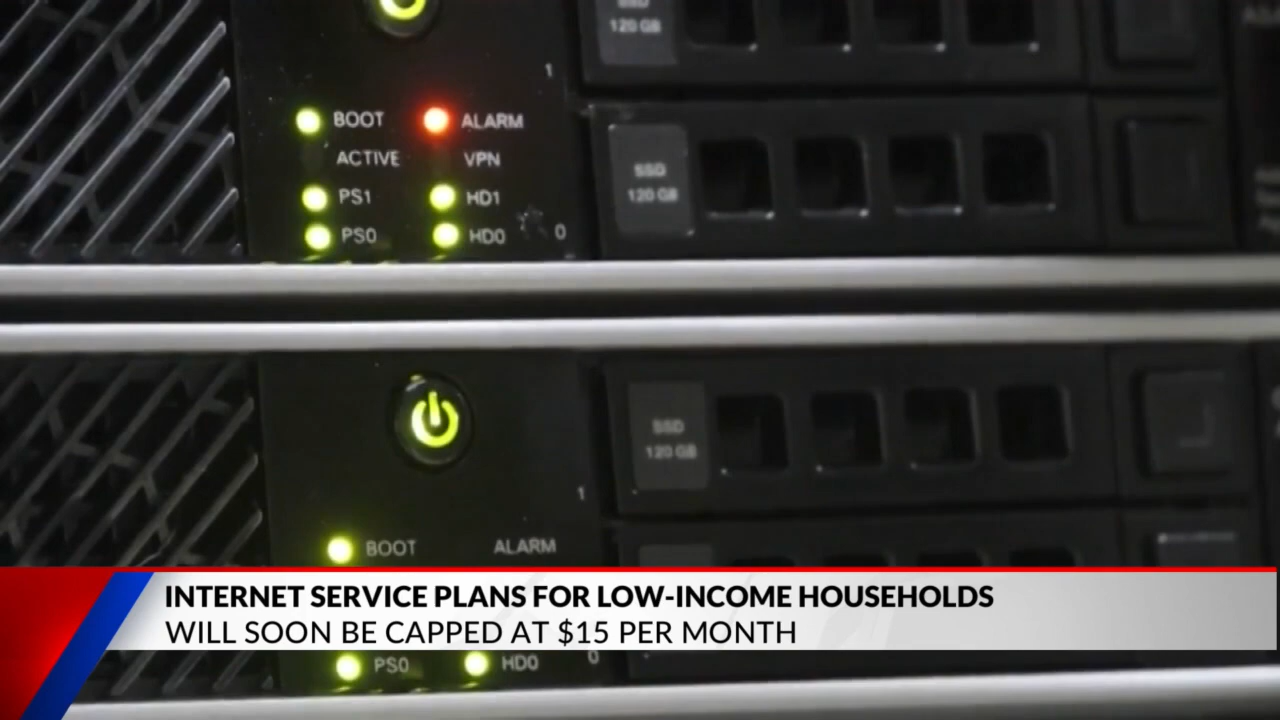 SSD
120 GB
1
BOOT ALARM
ACTIVE VPN
PS1 HD1
PS0 HD0 0
SSD
120 GB
SSD
120 GB
1
BOOT ALARM
INTERNET SERVICE PLANS FOR LOW-INCOME HOUSEHOLDS
WILL SOON BE CAPPED AT $15 PER MONTH
PS0 HD0 0